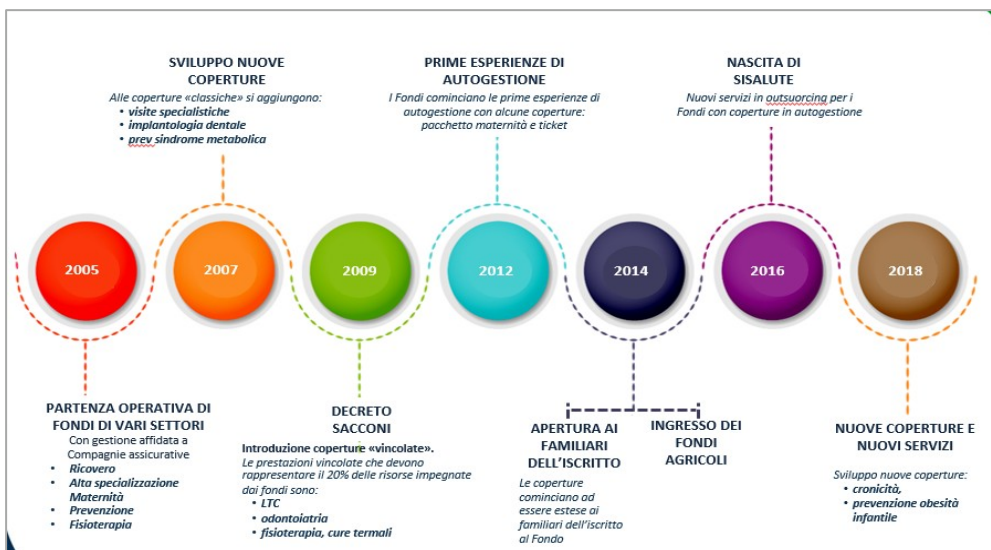 SVILUPPO NUOVE
COPERTURE
Alle coperture «classiche» si aggiungono:
• visite specialistiche
• implantologia dentale
• prev sindrome metabolica
PRIME ESPERIENZE DI
AUTOGESTIONE
I Fondi cominciano le prime esperienze di
autogestione con alcune coperture:
pacchetto maternità e ticket
NASCITA DI
SISALUTE
Nuovi servizi in outsuorcing per i
Fondi con coperture in autogestione
2005
2007
2009
2012
2014
2016
2018
PARTENZA OPERATIVA DI
FONDI DI VARI SETTORI
Con gestione affidata a
Compagnie assicurative
• Ricovero
• Alta specializzazione
Maternità
• Prevenzione
• Fisioterapia
DECRETO
SACCONI
Introduzione coperture «vincolate».
Le prestazioni vincolate che devono
rappresentare il 20% delle risorse impegnate
dai fondi sono:
• LTC
• odontoiatria
• fisioterapia, cure termali
APERTURA AI
FAMILIARI
DELL'ISCRITTO
Le coperture
cominciano ad
essere estese ai
familiari dell'iscritto
al Fondo
INGRESSO DEI
FONDI
AGRICOLI
NUOVE COPERTURE E
NUOVI SERVIZI
Sviluppo nuove coperture:
• cronicità,
• prevenzione obesità
infantile